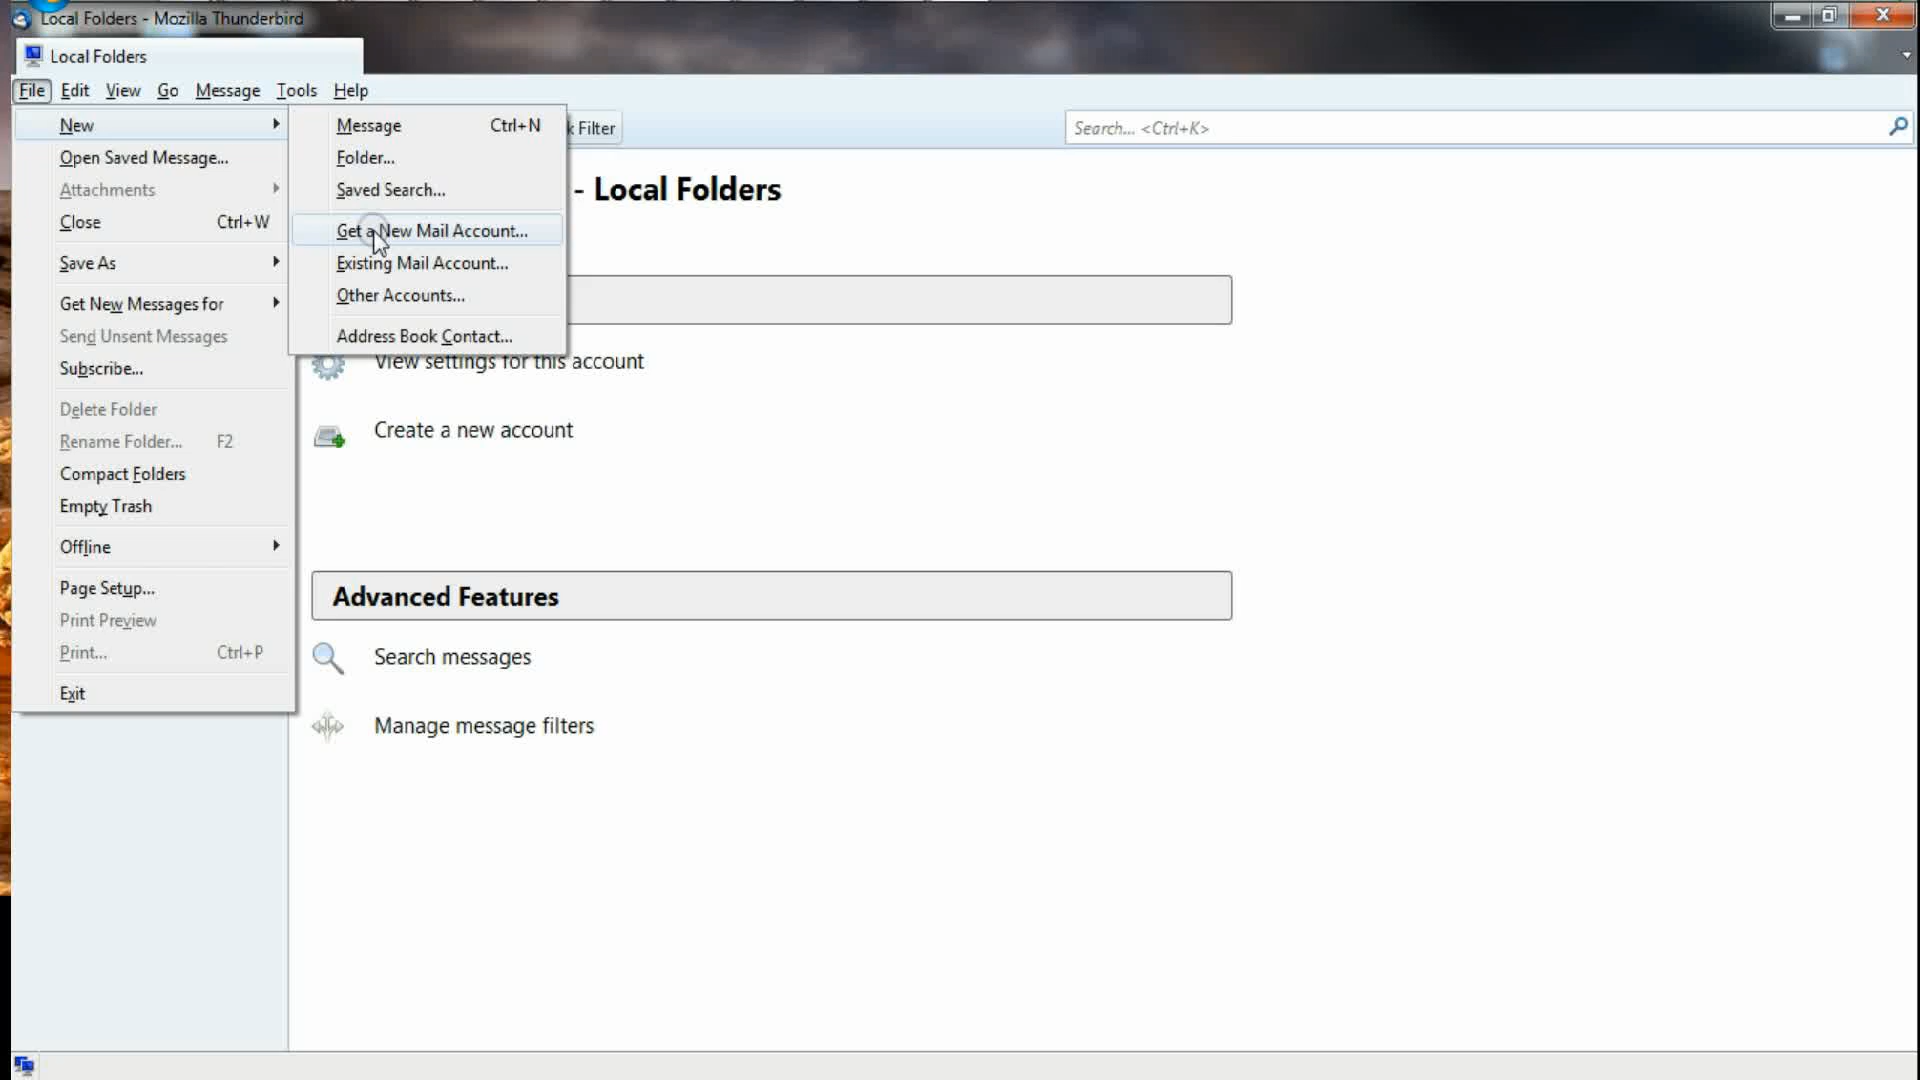 Local Folders - Mozilla Thunderbird
Local Folders
File Edit View Go Message Tools Help
New
Open Saved Message...
Attachments
Close Ctrl+W
Save As
Get New Messages for
Send Unsent Messages
Subscribe...
Delete Folder
Rename Folder... F2
Compact Folders
Empty Trash
Offline
Page Setup...
Print Preview
Print... Ctrl+P
Exit
Message Ctrl+N
Folder...
Saved Search...
Get a New Mail Account...
Existing Mail Account...
Other Accounts...
Address Book Contact...
k Filter
Search... <Ctrl+K>
- Local Folders
View settings for this account
Create a new account
Advanced Features
Search messages
Manage message filters